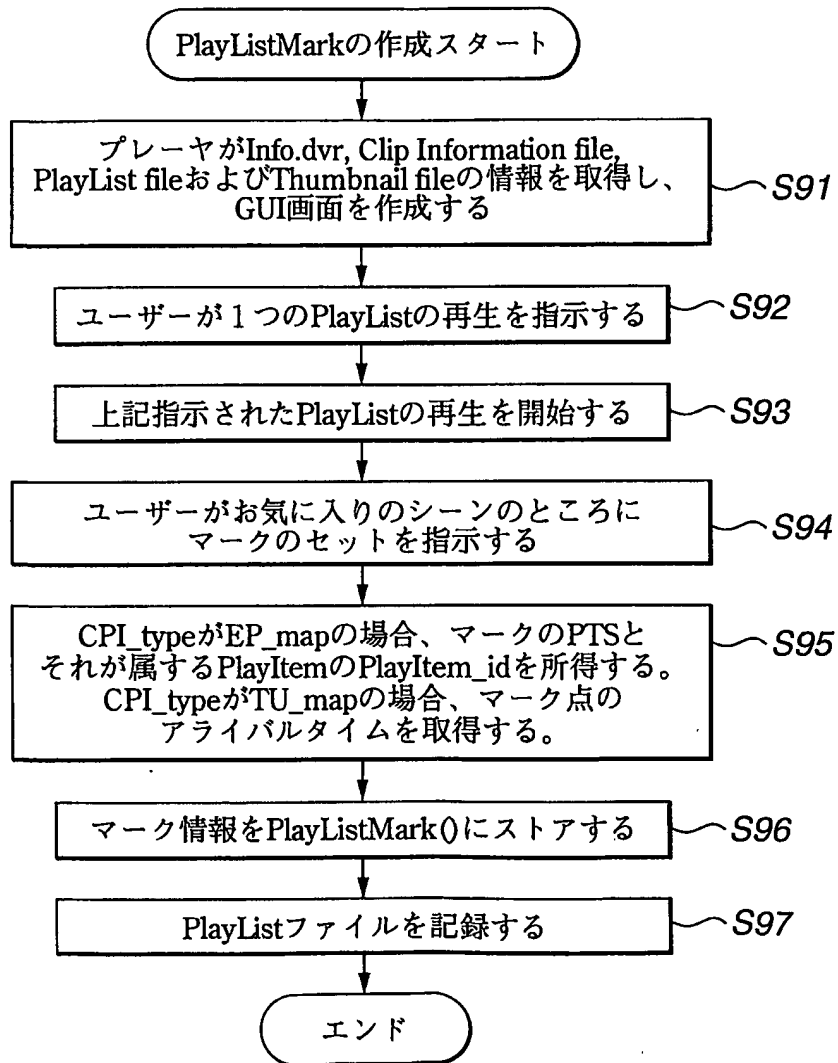 PlayListMarkの作成スタート
プレーヤがInfo.dvr, Clip Information file,
PlayList fileおよびThumbnail fileの情報を取得し、
GUI画面を作成する
S91
ユーザーが1つのPlayListの再生を指示する
S92
上記指示されたPlayListの再生を開始する
S93
ユーザーがお気に入りのシーンのところに
マークのセットを指示する
S94
CPI_typeがEP_mapの場合、マークのPTSと
それが属するPlayItemのPlayItem_idを所得する。
CPI_typeがTU_mapの場合、マーク点の
アライバルタイムを取得する。
S95
マーク情報をPlayListMark()にストアする
S96
PlayListファイルを記録する
S97
エンド